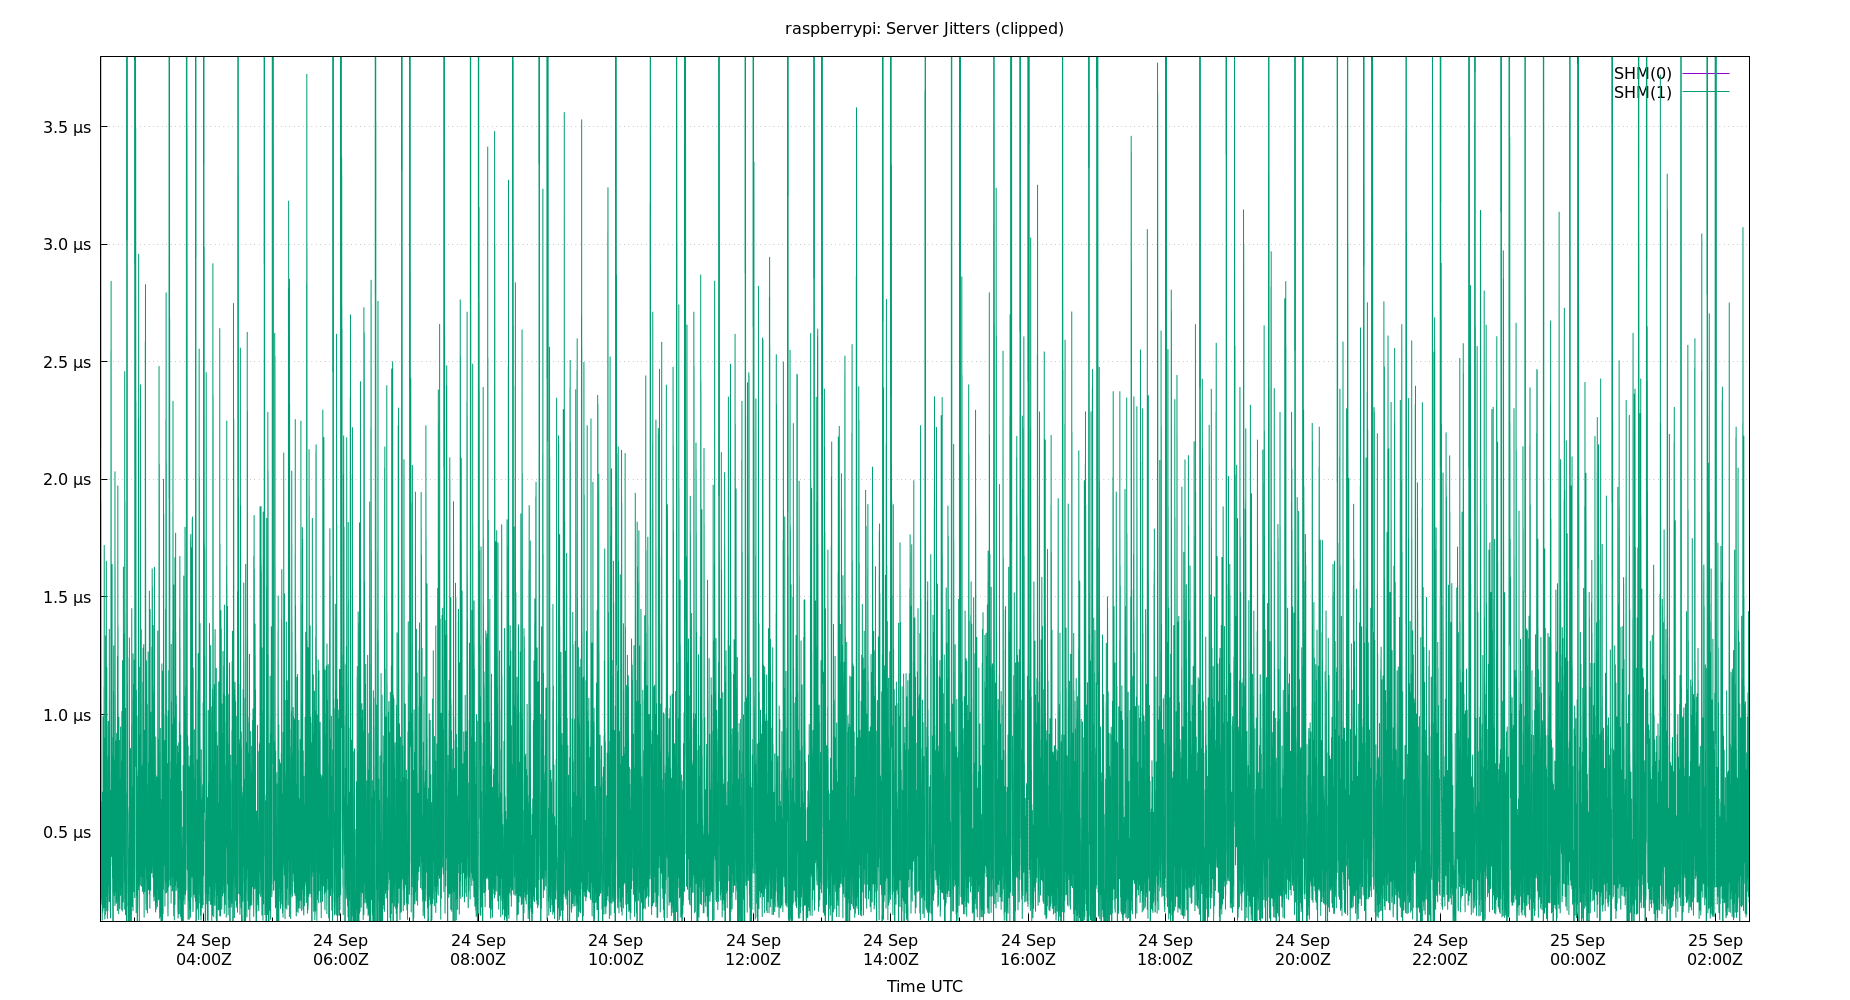 raspberrypi: Server Jitters (clipped)
SHM(0)
SHM(1)
3.5 µs
3.0 µs
2.5 µs
2.0 µs
1.5 µs
1.0 µs
0.5 µs
24 Sep 24 Sep 24 Sep 24 Sep 24 Sep 24 Sep 24 Sep 24 Sep 24 Sep 24 Sep 25 Sep 25 Sep
04:00Z 06:00Z 08:00Z 10:00Z 12:00Z 14:00Z 16:00Z 18:00Z 20:00Z 22:00Z 00:00Z 02:00Z
Time UTC